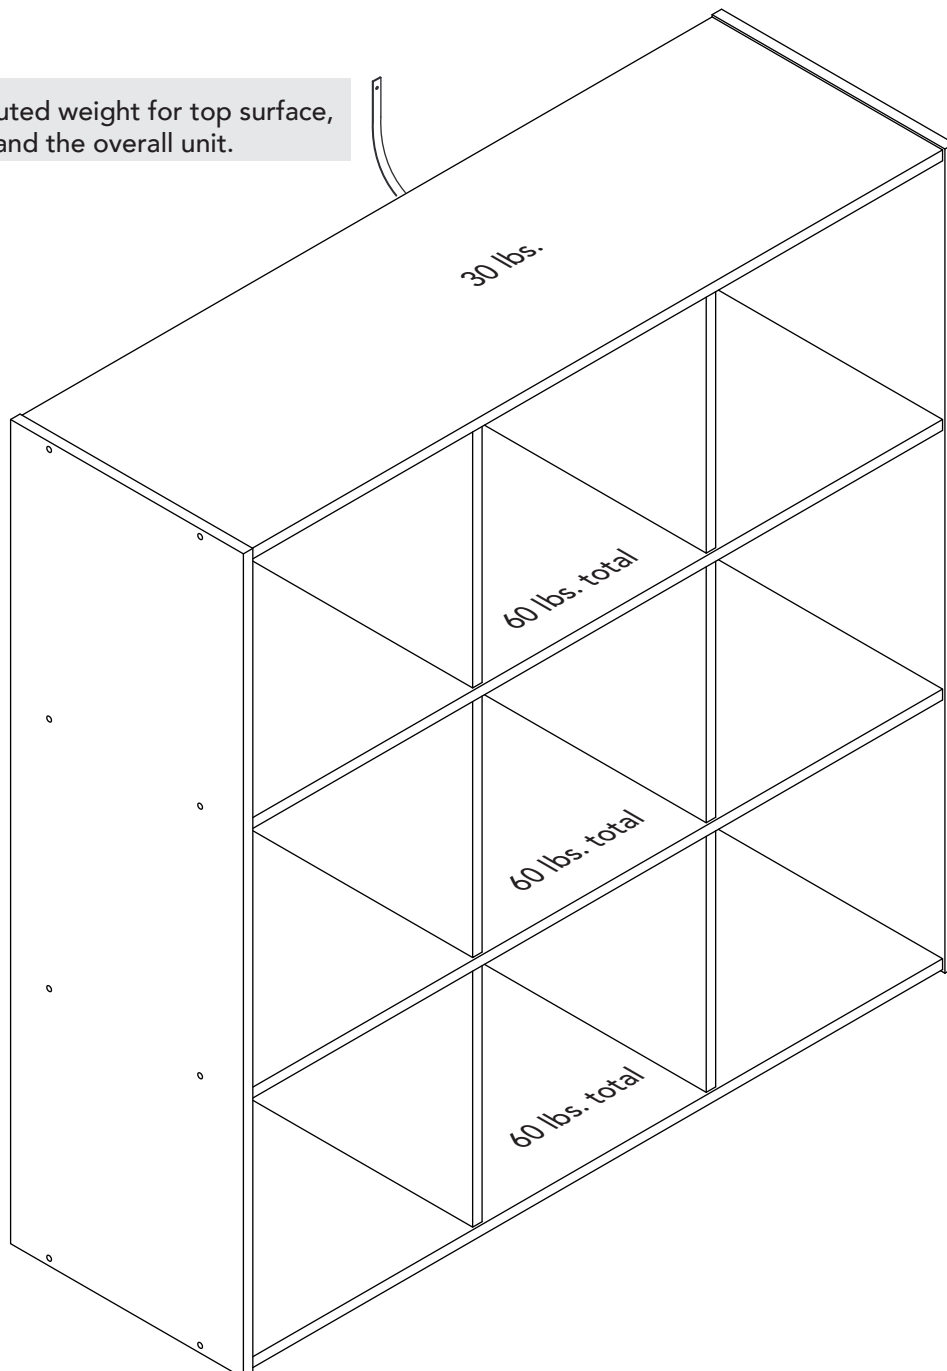 uted weight for top surface,
and the overall unit.
30 lbs.
60 lbs. total
60 lbs. total
60 lbs. total